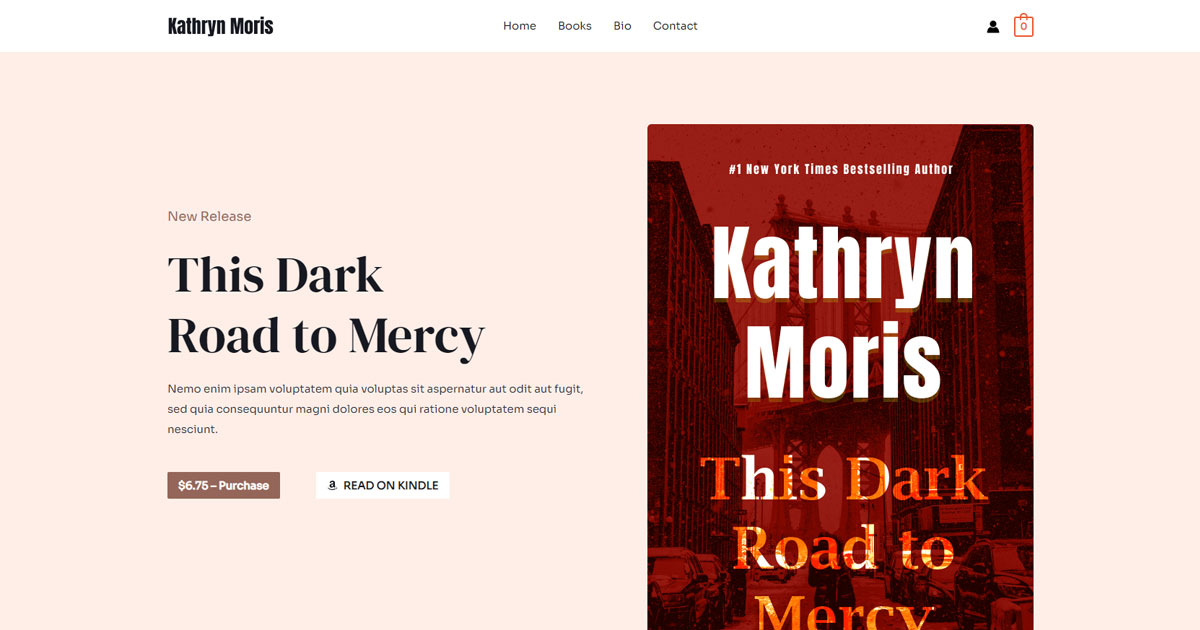 Kathryn Moris
Home Books Bio Contact
0
New Release
This Dark
Road to Mercy
Nemo enim ipsam voluptatem quia voluptas sit aspernatur aut odit aut fugit,
sed quia consequuntur magni dolores eos qui ratione voluptatem sequi
nesciunt.
$6.75 – Purchase
READ ON KINDLE
#1 New York Times Bestselling Author
Kathryn
Moris
This Dark
Road to
Mercy